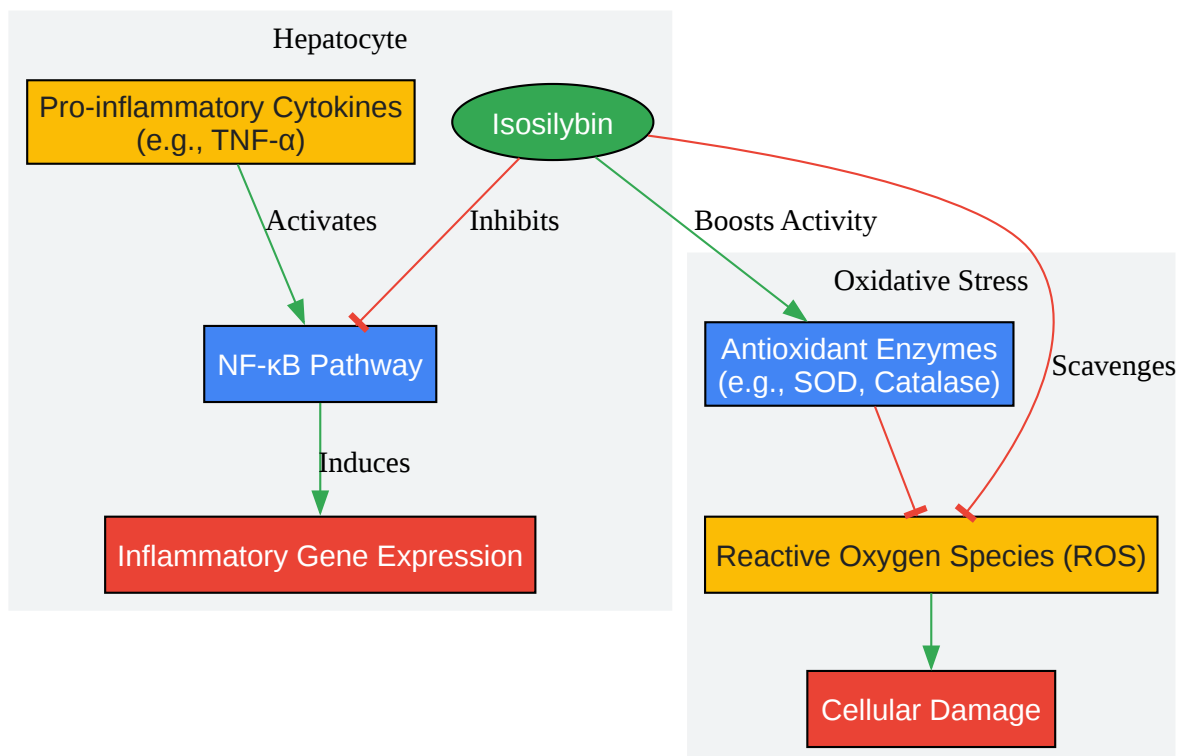 Hepatocyte
Pro-inflammatory Cytokines
(e.g., TNF-α)
Isosilybin
Activates
Inhibits
Boosts Activity
Oxidative Stress
NF-κB Pathway
Antioxidant Enzymes
(e.g., SOD, Catalase)
Scavenges
Induces
Inflammatory Gene Expression
Reactive Oxygen Species (ROS)
Cellular Damage